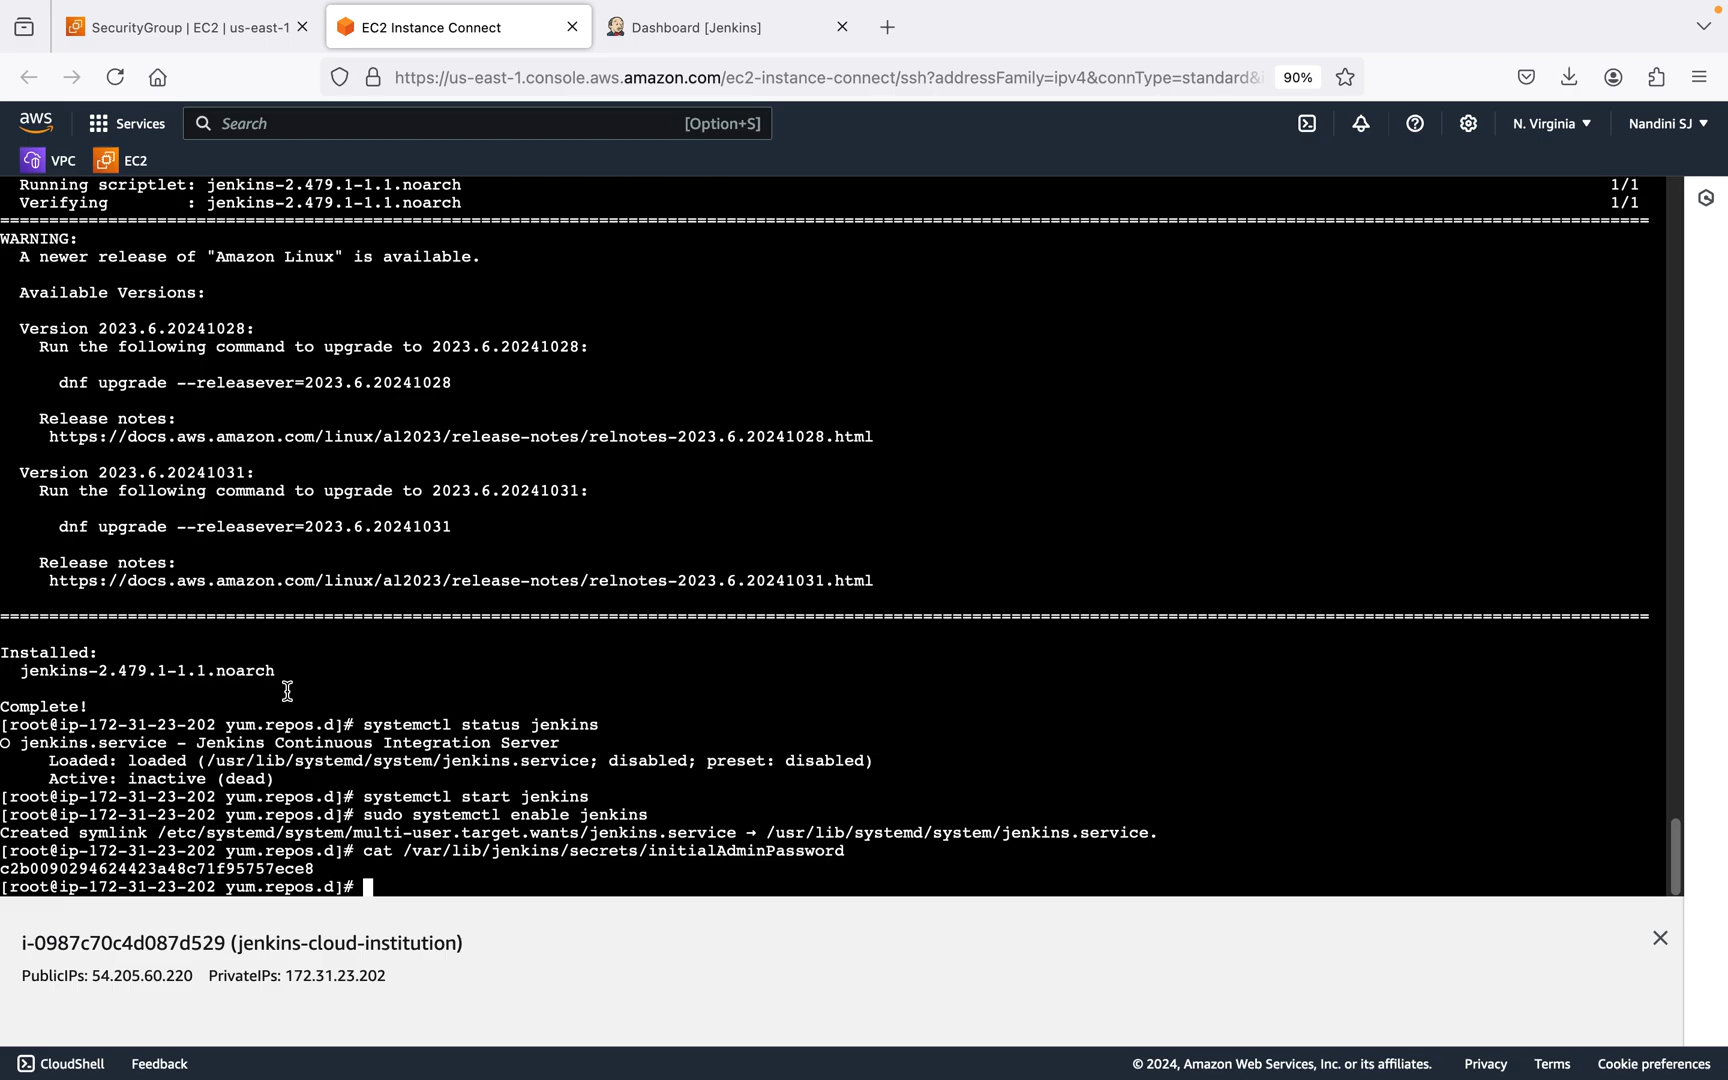 SecurityGroup | EC2 | us-east-1
EC2 Instance Connect
Dashboard [Jenkins]
https://us-east-1.console.aws.amazon.com/ec2-instance-connect/ssh?addressFamily=ipv4&connType=standard&
90%
aws
Services
Search
[Option+S]
N. Virginia
Nandini SJ
VPC
EC2
Running scriptlet: jenkins-2.479.1-1.1.noarch 1/1
Verifying : jenkins-2.479.1-1.1.noarch 1/1
================================================================================
WARNING:
A newer release of "Amazon Linux" is available.
Available Versions:
Version 2023.6.20241028:
Run the following command to upgrade to 2023.6.20241028:
dnf upgrade --releasever=2023.6.20241028
Release notes:
https://docs.aws.amazon.com/linux/al2023/release-notes/relnotes-2023.6.20241028.html
Version 2023.6.20241031:
Run the following command to upgrade to 2023.6.20241031:
dnf upgrade --releasever=2023.6.20241031
Release notes:
https://docs.aws.amazon.com/linux/al2023/release-notes/relnotes-2023.6.20241031.html
================================================================================
Installed:
jenkins-2.479.1-1.1.noarch
Complete!
[root@ip-172-31-23-202 yum.repos.d]# systemctl status jenkins
○ jenkins.service - Jenkins Continuous Integration Server
Loaded: loaded (/usr/lib/systemd/system/jenkins.service; disabled; preset: disabled)
Active: inactive (dead)
[root@ip-172-31-23-202 yum.repos.d]# systemctl start jenkins
[root@ip-172-31-23-202 yum.repos.d]# sudo systemctl enable jenkins
Created symlink /etc/systemd/system/multi-user.target.wants/jenkins.service → /usr/lib/systemd/system/jenkins.service.
[root@ip-172-31-23-202 yum.repos.d]# cat /var/lib/jenkins/secrets/initialAdminPassword
c2b0090294624423a48c71f95757ece8
[root@ip-172-31-23-202 yum.repos.d]#
i-0987c70c4d087d529 (jenkins-cloud-institution)
PublicIPs: 54.205.60.220 PrivateIPs: 172.31.23.202
CloudShell
Feedback
© 2024, Amazon Web Services, Inc. or its affiliates.
Privacy
Terms
Cookie preferences